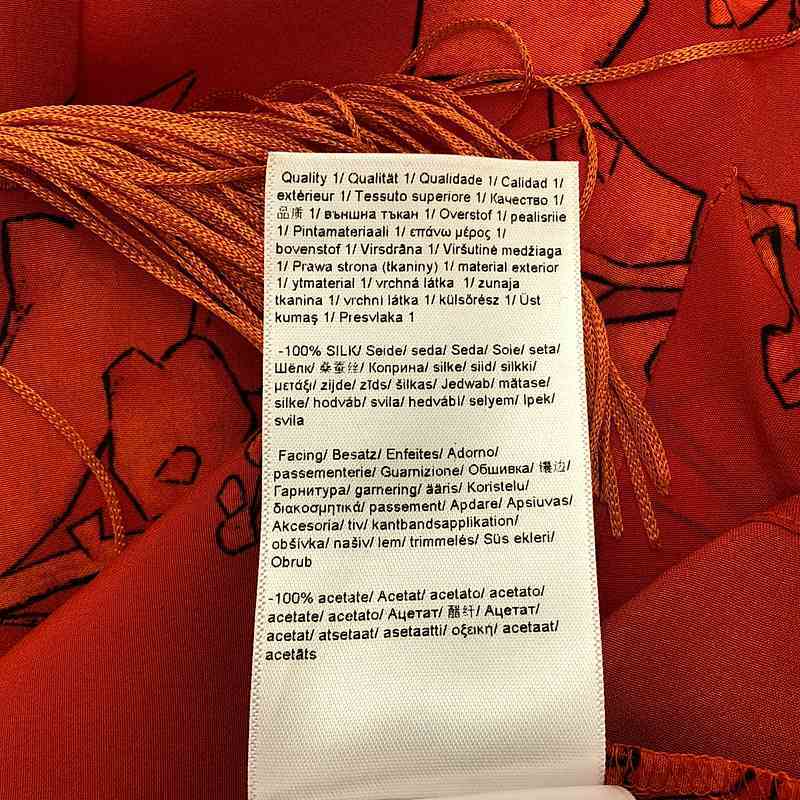 Quality 1/ Qualität 1/ Qualidade 1/ Calidad 1/
extérieur 1/ Tessuto superiore 1/ Качество 1/
品质 1/ външна тъкан 1/ Overstof 1/ pealisriie
1/ Pintamateriaali 1/ επάνω μέρος 1/
bovenstof 1/ Virsdrāna 1/ Viršutinė medžiaga
1/ Prawa strona (tkaniny) 1/ material exterior
1/ ytmaterial 1/ vrchná látka 1/ zunaja
tkanina 1/ vrchní látka 1/ külsőrész 1/ Üst
kumaş 1/ Presvlaka 1
-100% SILK/ Seide/ seda/ Seda/ Soie/ seta/
Шёлк/ 桑蚕丝/ Коприна/ silke/ siid/ silkki/
μετάξι/ zijde/ zīds/ šilkas/ Jedwab/ mătase/
silke/ hodváb/ svila/ hedvábí/ selyem/ Ipek/
svila
Facing/ Besatz/ Enfeites/ Adorno/
passementerie/ Guarnizione/ Обшивка/ 镶边/
Гарнитура/ garnering/ ääris/ Koristelu/
διακοσμητικά/ passement/ Apdare/ Apsiuvas/
Akcesoria/ tiv/ kantbandsapplikation/
obšívka/ našiv/ lem/ trimmelés/ Süs ekleri/
Obrub
-100% acetate/ Acetat/ acetato/ acetato/
acetate/ acetato/ Ацетат/ 醋纤/ Ацетат/
acetat/ atsetaat/ asetaatti/ οξεική/ acetaat/
acetāts